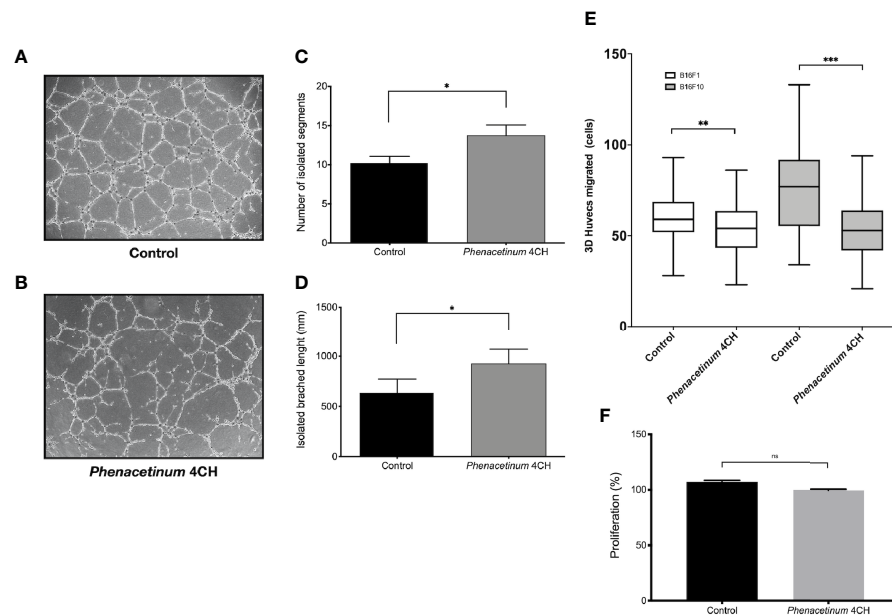 A
Control
B
Phenacetinum 4CH
C
Number of isolated segments
20
15
10
5
0
*
Control
Phenacetinum 4CH
D
Isolated brached lenght (mm)
1500
1000
500
0
*
Control
Phenacetinum 4CH
E
3D Huvecs migrated (cells)
150
100
50
0
B16F1
B16F10
**
***
Control
Phenacetinum 4CH
Control
Phenacetinum 4CH
F
Proliferation (%)
150
100
50
0
ns
Control
Phenacetinum 4CH